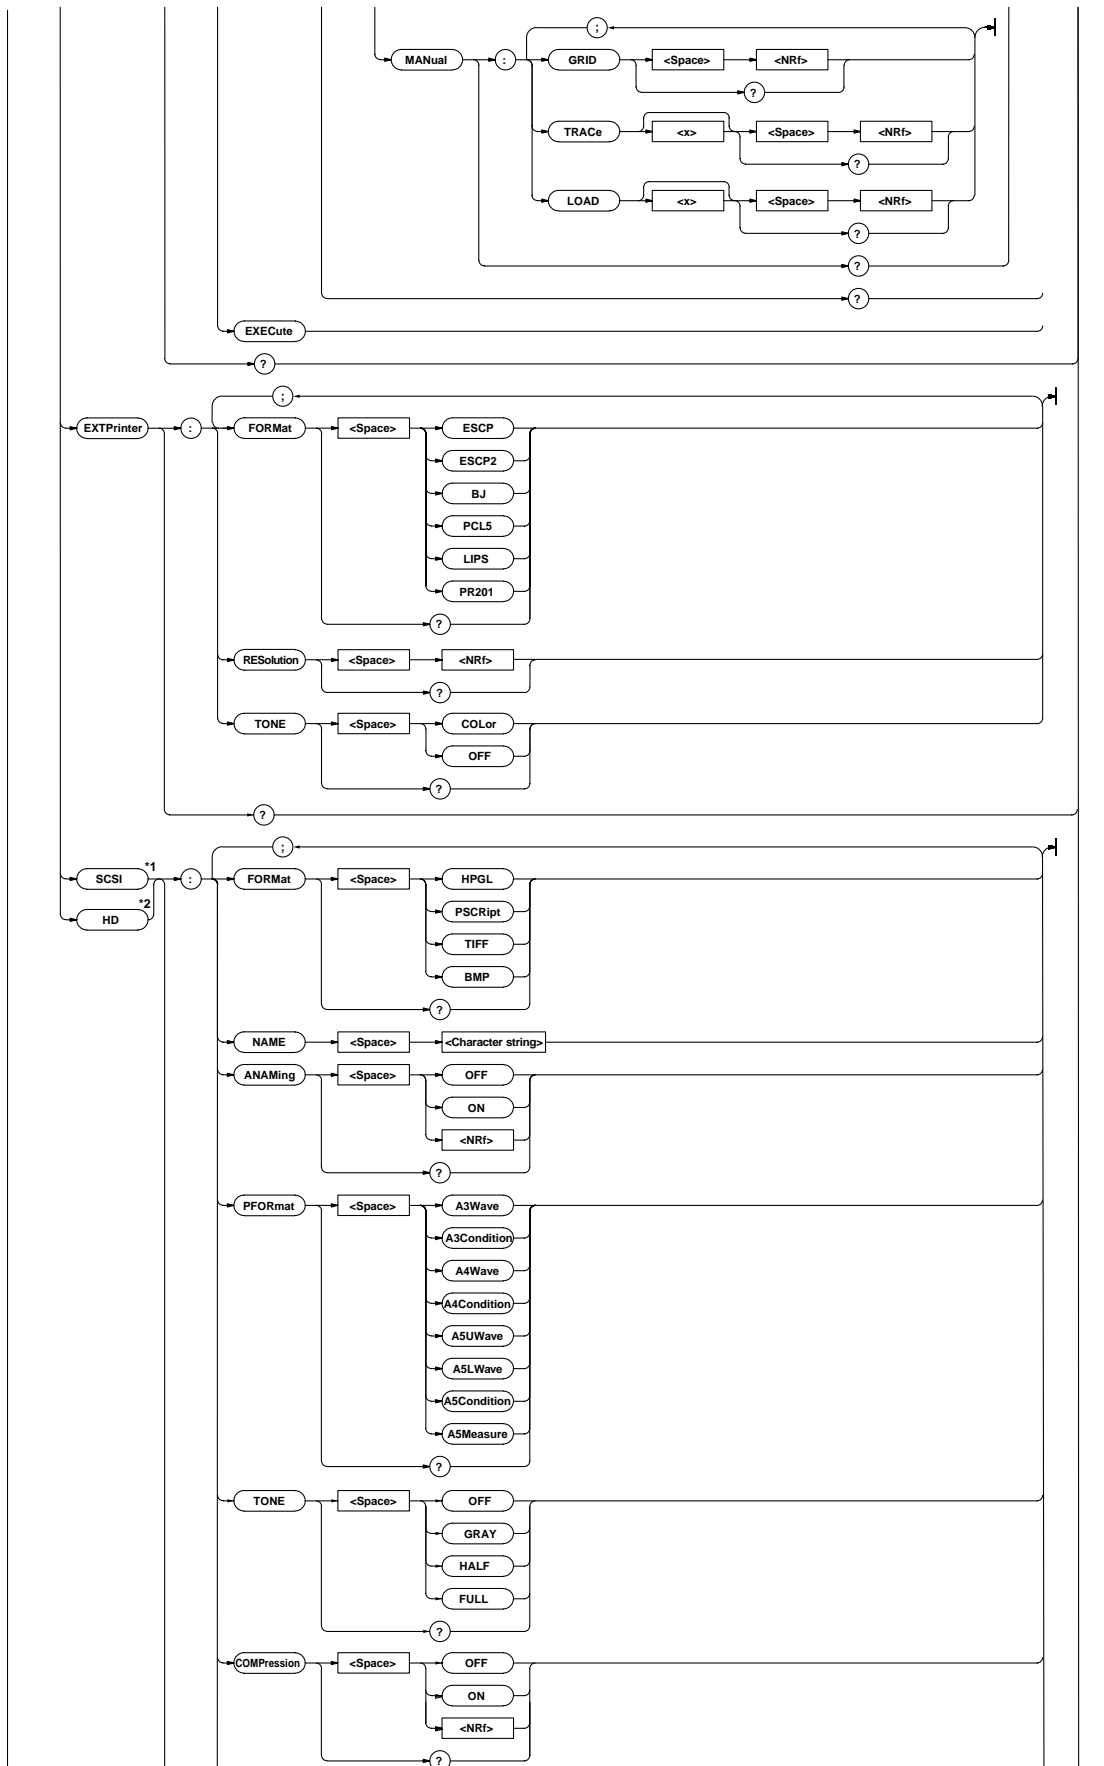 ;
MANual : GRID <Space> <NRf>
?
TRACe <x> <Space> <NRf>
?
LOAD <x> <Space> <NRf>
?
?
?
EXECute
?
;
EXTPrinter : FORMat <Space> ESCP
ESCP2
BJ
PCL5
LIPS
PR201
?
RESolution <Space> <NRf>
?
TONE <Space> COLor
OFF
?
?
;
SCSI *1 : FORMat <Space> HPGL
HD *2
PSCRipt
TIFF
BMP
?
NAME <Space> <Character string>
ANAMing <Space> OFF
ON
<NRf>
?
PFORmat <Space> A3Wave
A3Condition
A4Wave
A4Condition
A5UWave
A5LWave
A5Condition
A5Measure
?
TONE <Space> OFF
GRAY
HALF
FULL
?
COMPression <Space> OFF
ON
<NRf>
?